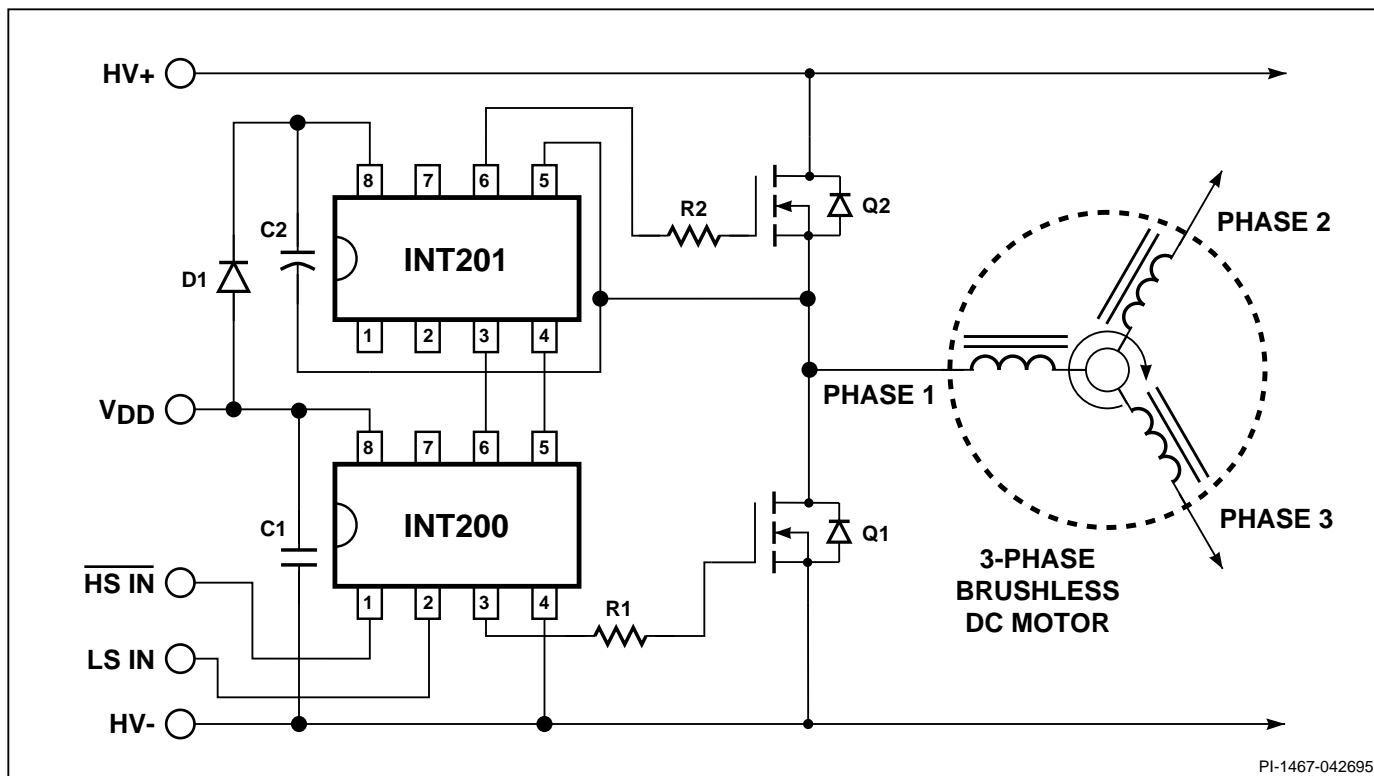 HV+
8 7 6 5
C2
R2
Q2
D1
INT201
1 2 3 4
PHASE 2
PHASE 1
VDD
8 7 6 5
C1
INT200
Q1
PHASE 3
HS IN
1 2 3 4
R1
3-PHASE
BRUSHLESS
DC MOTOR
LS IN
HV-
PI-1467-042695